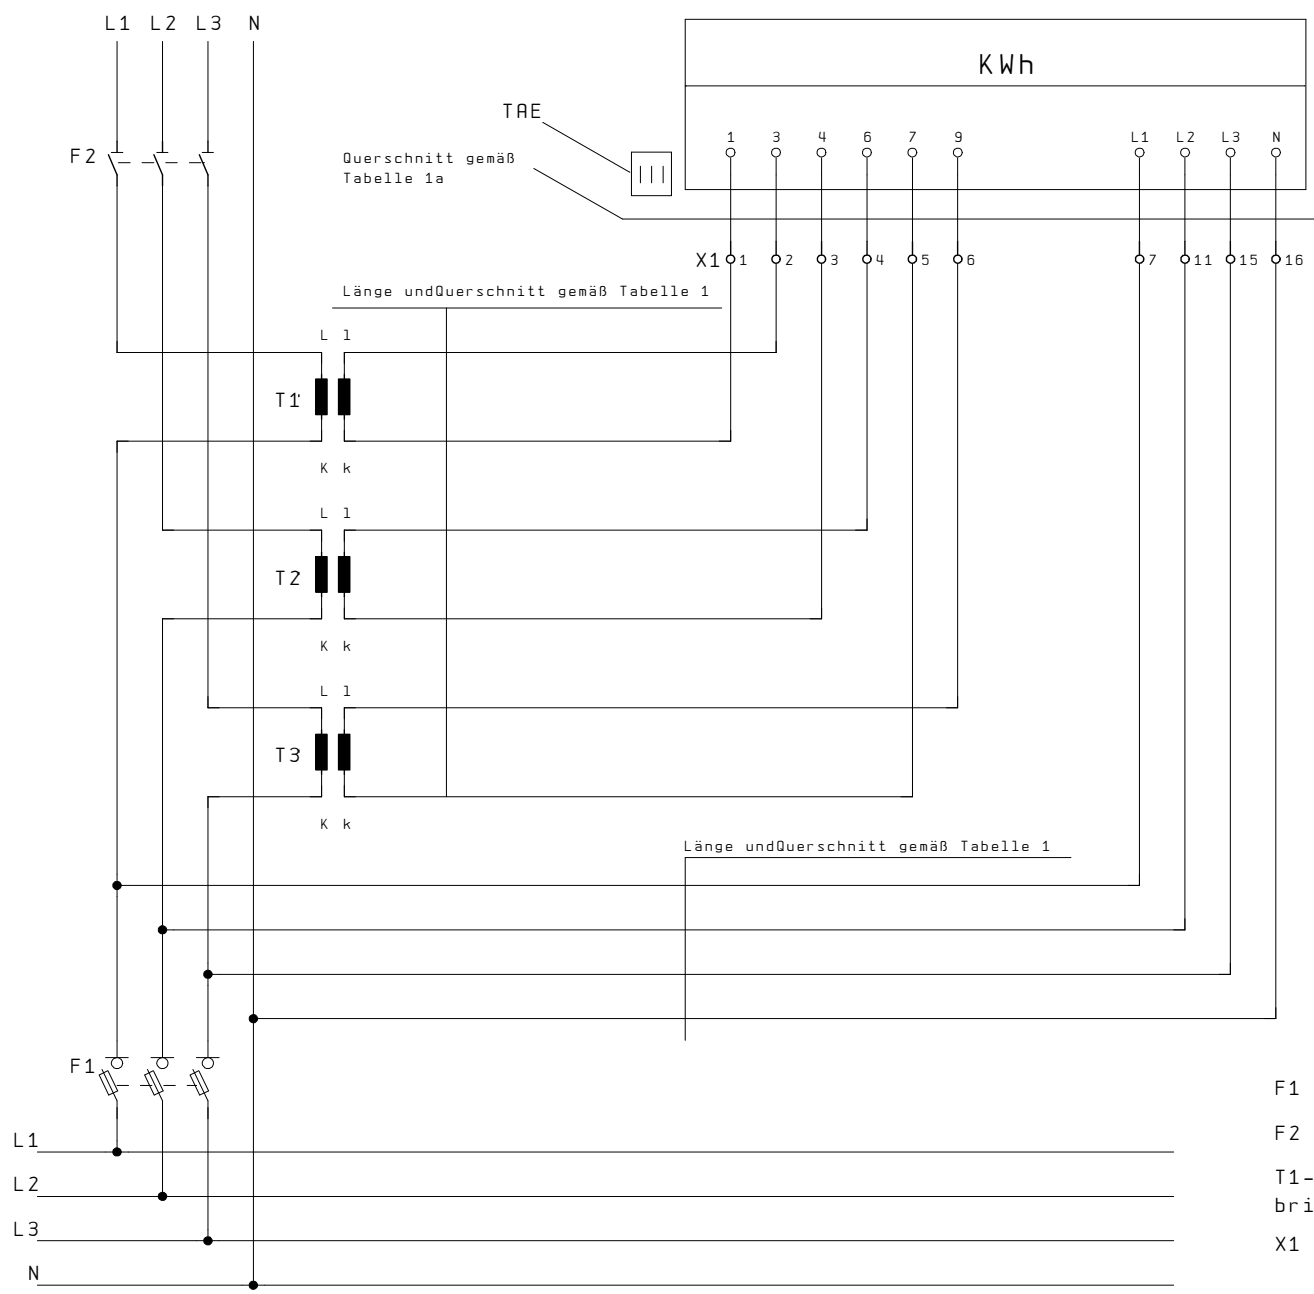 L1 L2 L3 N
KWh
TAE
1 3 4 6 7 9 L1 L2 L3 N
F2
Querschnitt gemäß
Tabelle 1a
X1 1 2 3 4 5 6 7 11 15 16
Länge undQuerschnitt gemäß Tabelle 1
L l
T1
K k
L l
T2
K k
L l
T3
K k
Länge undQuerschnitt gemäß Tabelle 1
F1
F1
F2
L1
T1-
L2
bri
L3
X1
N